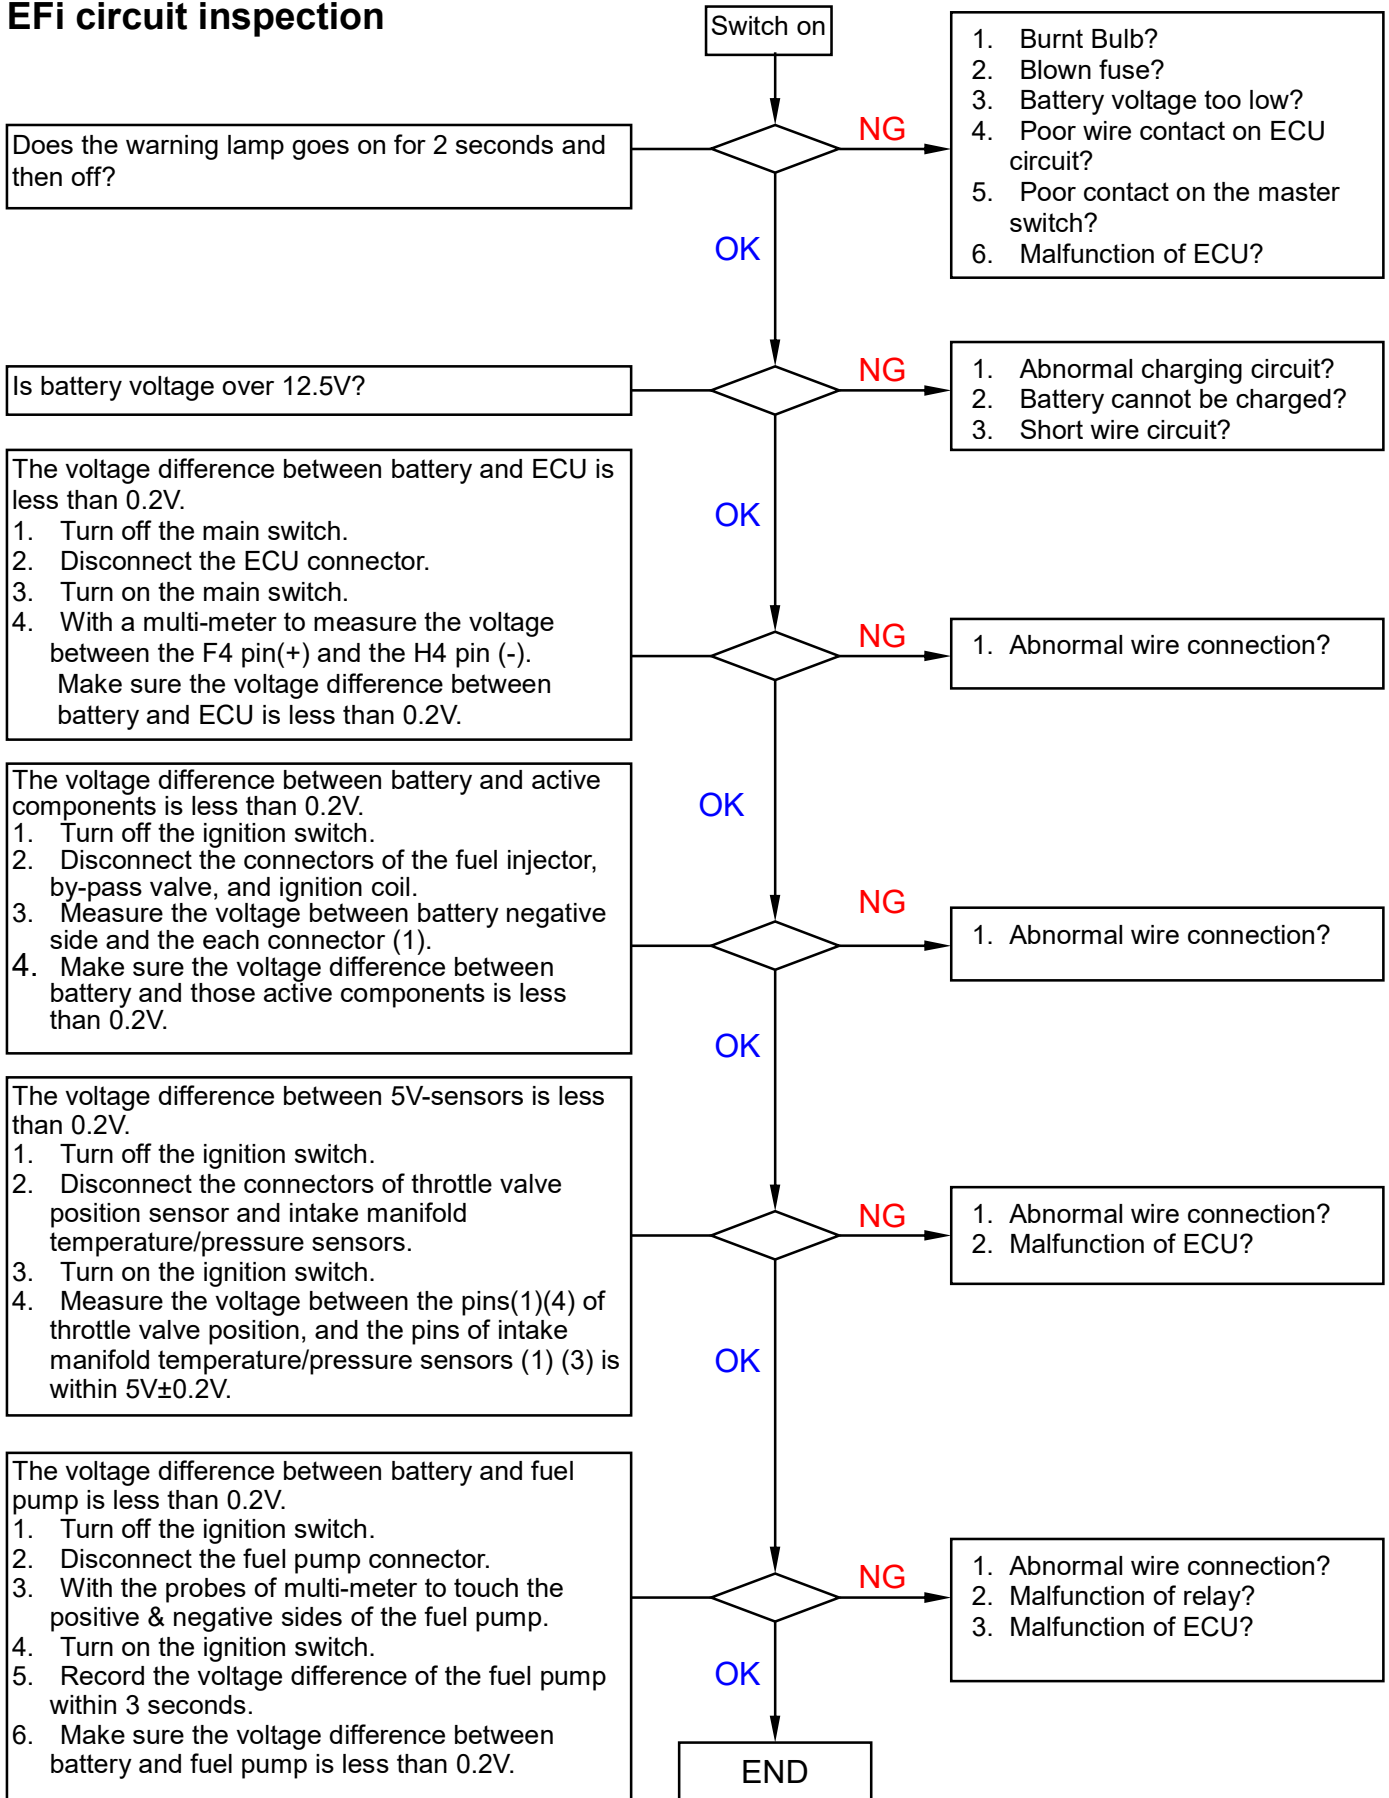 EFi circuit inspection
Switch on
Does the warning lamp goes on for 2 seconds and
then off?
NG
1. Burnt Bulb?
2. Blown fuse?
3. Battery voltage too low?
4. Poor wire contact on ECU
circuit?
5. Poor contact on the master
switch?
6. Malfunction of ECU?
OK
Is battery voltage over 12.5V?
NG
1. Abnormal charging circuit?
2. Battery cannot be charged?
3. Short wire circuit?
OK
The voltage difference between battery and ECU is
less than 0.2V.
1. Turn off the main switch.
2. Disconnect the ECU connector.
3. Turn on the main switch.
4. With a multi-meter to measure the voltage
between the F4 pin(+) and the H4 pin (-).
Make sure the voltage difference between
battery and ECU is less than 0.2V.
NG
1. Abnormal wire connection?
OK
The voltage difference between battery and active
components is less than 0.2V.
1. Turn off the ignition switch.
2. Disconnect the connectors of the fuel injector,
by-pass valve, and ignition coil.
3. Measure the voltage between battery negative
side and the each connector (1).
4. Make sure the voltage difference between
battery and those active components is less
than 0.2V.
NG
1. Abnormal wire connection?
OK
The voltage difference between 5V-sensors is less
than 0.2V.
1. Turn off the ignition switch.
2. Disconnect the connectors of throttle valve
position sensor and intake manifold
temperature/pressure sensors.
3. Turn on the ignition switch.
4. Measure the voltage between the pins(1)(4) of
throttle valve position, and the pins of intake
manifold temperature/pressure sensors (1) (3) is
within 5V±0.2V.
NG
1. Abnormal wire connection?
2. Malfunction of ECU?
OK
The voltage difference between battery and fuel
pump is less than 0.2V.
1. Turn off the ignition switch.
2. Disconnect the fuel pump connector.
3. With the probes of multi-meter to touch the
positive & negative sides of the fuel pump.
4. Turn on the ignition switch.
5. Record the voltage difference of the fuel pump
within 3 seconds.
6. Make sure the voltage difference between
battery and fuel pump is less than 0.2V.
NG
1. Abnormal wire connection?
2. Malfunction of relay?
3. Malfunction of ECU?
OK
END